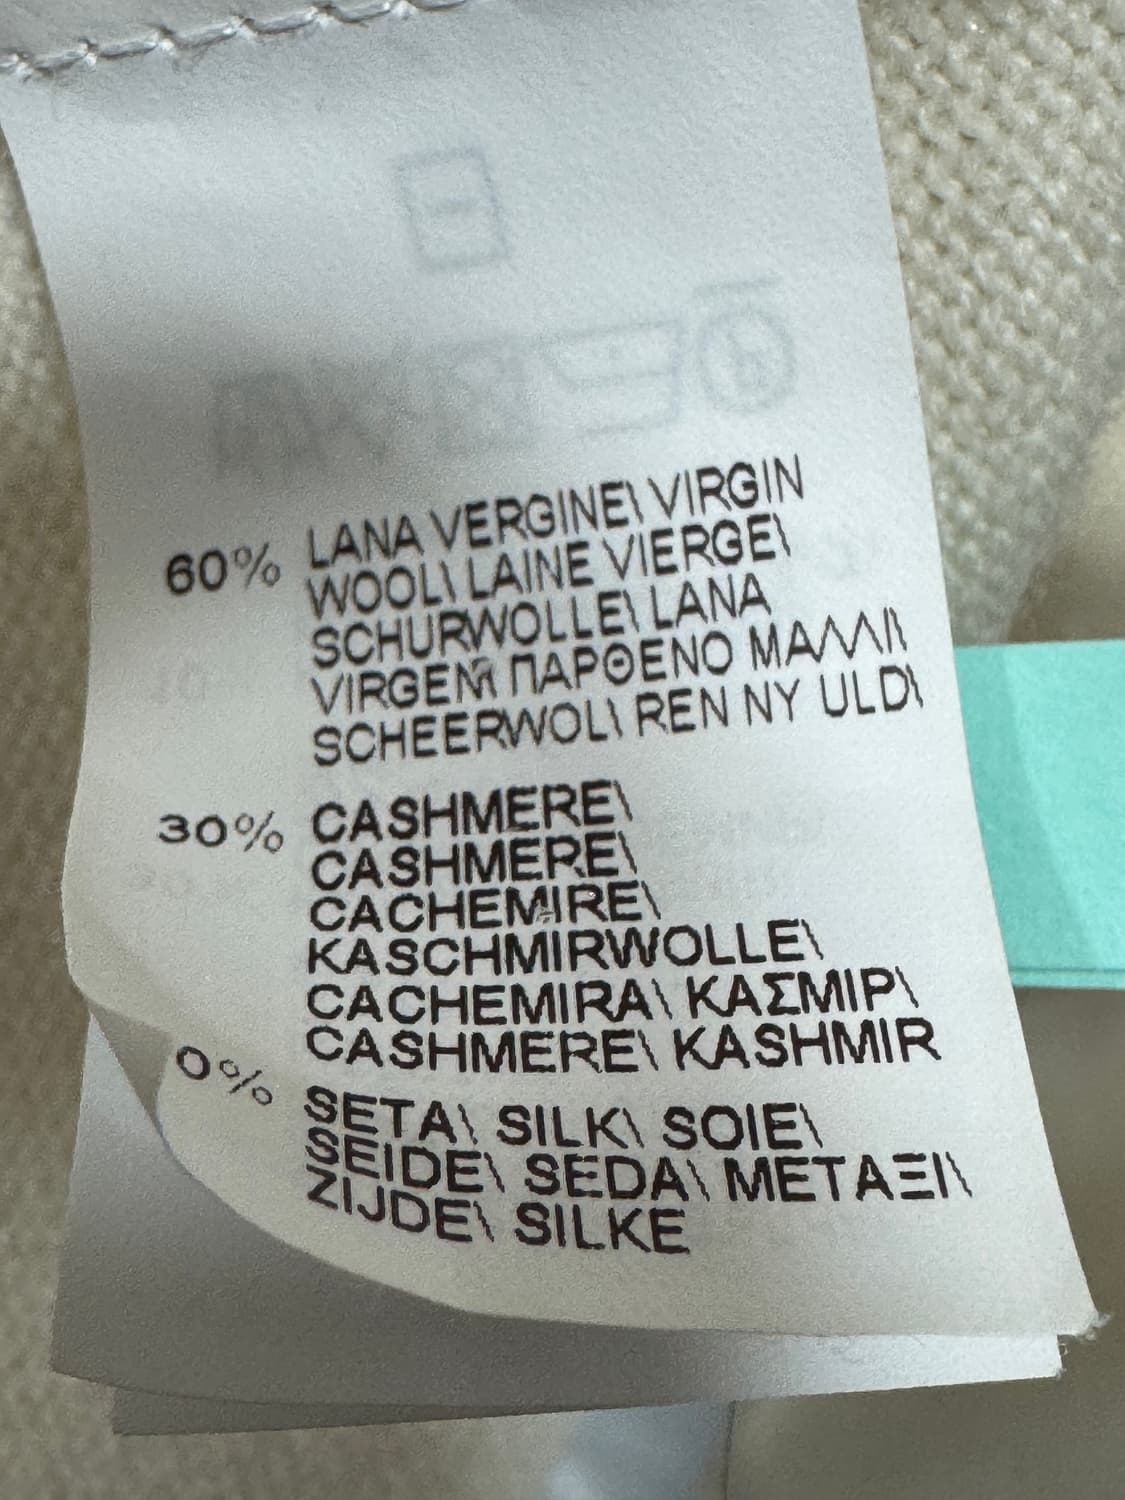 60% LANA VERGINE\ VIRGIN
WOOL\ LAINE VIERGE\
SCHURWOLLE\ LANA
VIRGEN\ ΠΑΡΘΕΝΟ ΜΑΛΛΙ\
SCHEERWOL\ REN NY ULD\
30% CASHMERE\
CASHMERE\
CACHEMIRE\
KASCHMIRWOLLE\
CACHEMIRA\ ΚΑΣΜΙΡ\
CASHMERE\ KASHMIR
0% SETA\ SILK\ SOIE\
SEIDE\ SEDA\ ΜΕΤΑΞΙ\
ZIJDE\ SILKE